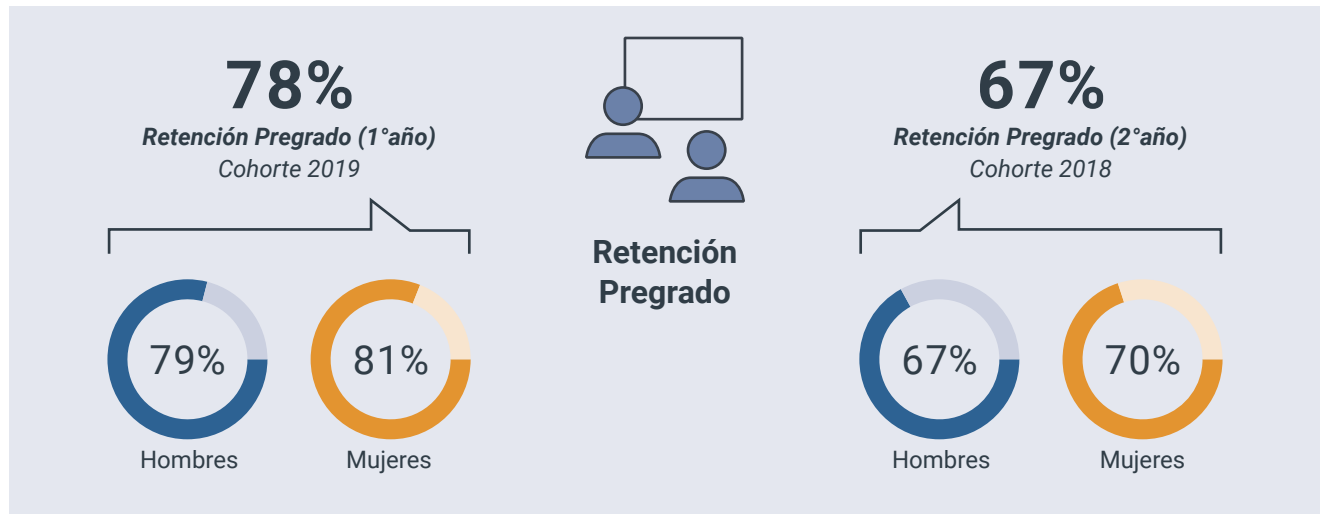 78%
Retención Pregrado (1°año)
Cohorte 2019
79%
Hombres
81%
Mujeres
Retención
Pregrado
67%
Retención Pregrado (2°año)
Cohorte 2018
67%
Hombres
70%
Mujeres